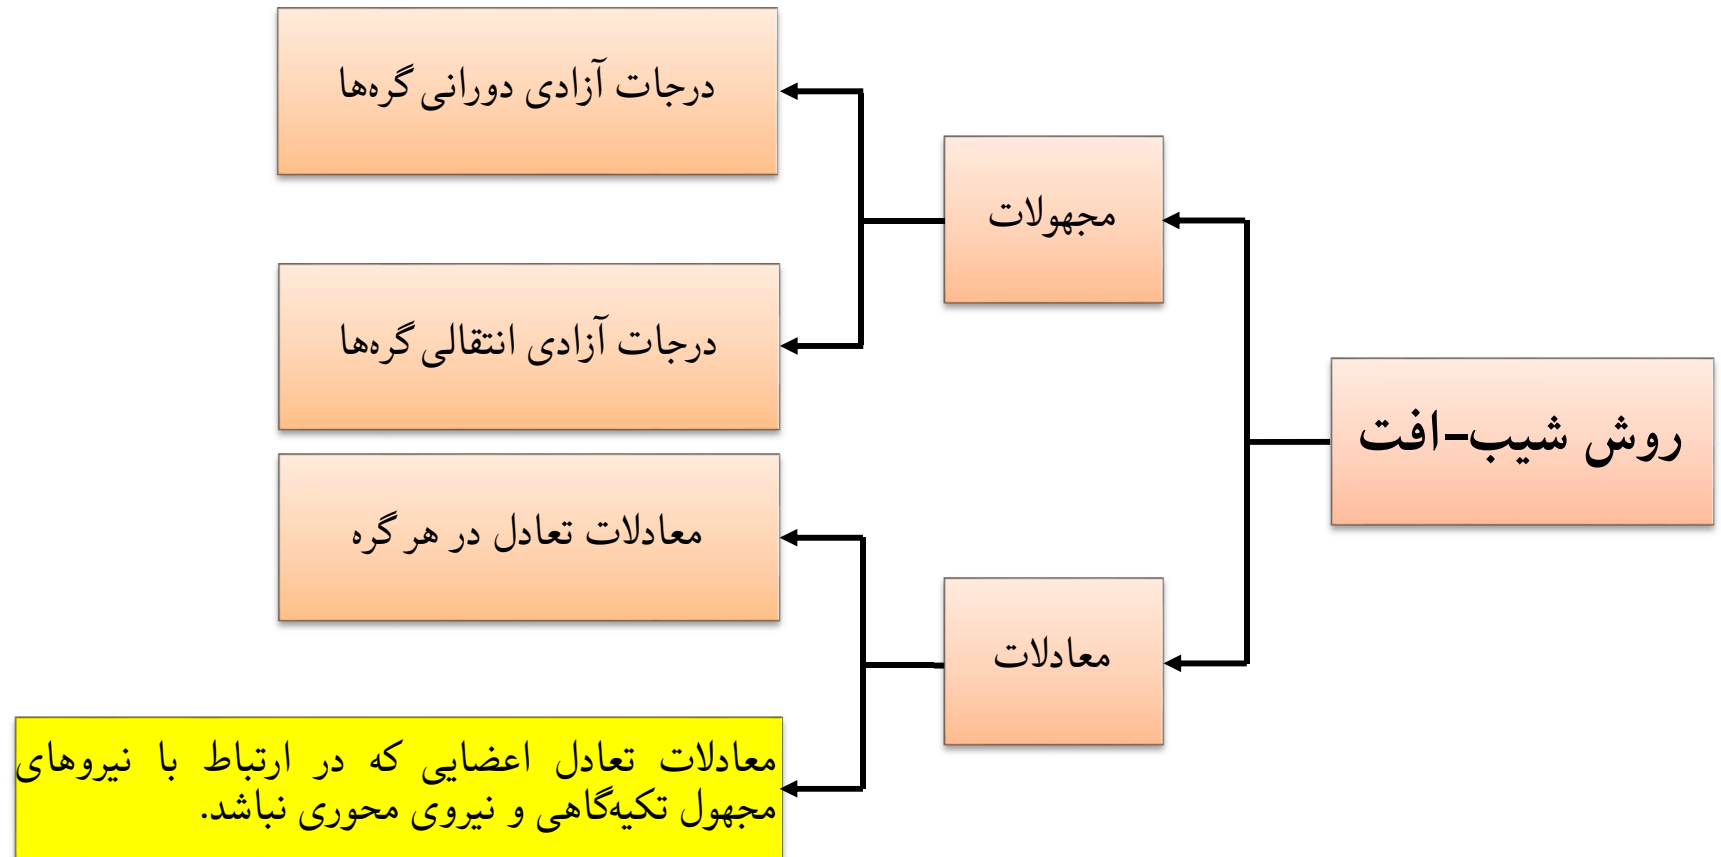 روش شیب-افت
مجهولات
درجات آزادی دورانی گره‌ها
درجات آزادی انتقالی گره‌ها
معادلات
معادلات تعادل در هر گره
معادلات تعادل اعضایی که در ارتباط با نیروهای
مجهول تکیه‌گاهی و نیروی محوری نباشد.